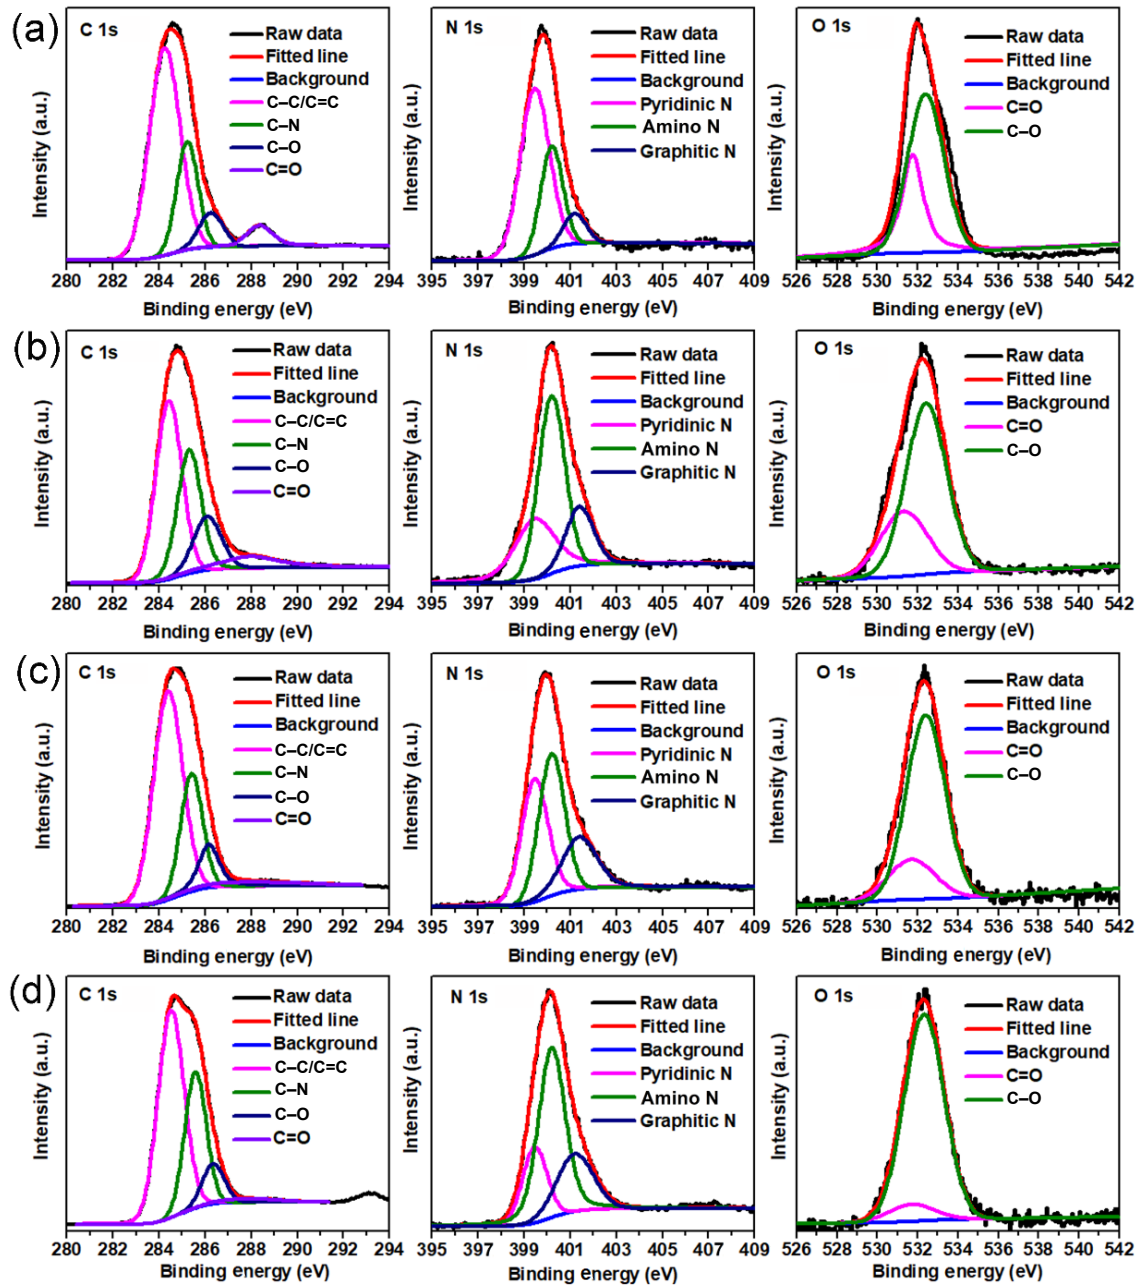 (a)
C 1s
Raw data
Fitted line
Background
C–C/C=C
C–N
C–O
C=O
Intensity (a.u.)
280 282 284 286 288 290 292 294
Binding energy (eV)
N 1s
Raw data
Fitted line
Background
Pyridinic N
Amino N
Graphitic N
Intensity (a.u.)
395 397 399 401 403 405 407 409
Binding energy (eV)
O 1s
Raw data
Fitted line
Background
C=O
C–O
Intensity (a.u.)
526 528 530 532 534 536 538 540 542
Binding energy (eV)
(b)
C 1s
Raw data
Fitted line
Background
C–C/C=C
C–N
C–O
C=O
Intensity (a.u.)
280 282 284 286 288 290 292 294
Binding energy (eV)
N 1s
Raw data
Fitted line
Background
Pyridinic N
Amino N
Graphitic N
Intensity (a.u.)
395 397 399 401 403 405 407 409
Binding energy (eV)
O 1s
Raw data
Fitted line
Background
C=O
C–O
Intensity (a.u.)
526 528 530 532 534 536 538 540 542
Binding energy (eV)
(c)
C 1s
Raw data
Fitted line
Background
C–C/C=C
C–N
C–O
C=O
Intensity (a.u.)
280 282 284 286 288 290 292 294
Binding energy (eV)
N 1s
Raw data
Fitted line
Background
Pyridinic N
Amino N
Graphitic N
Intensity (a.u.)
395 397 399 401 403 405 407 409
Binding energy (eV)
O 1s
Raw data
Fitted line
Background
C=O
C–O
Intensity (a.u.)
526 528 530 532 534 536 538 540 542
Binding energy (eV)
(d)
C 1s
Raw data
Fitted line
Background
C–C/C=C
C–N
C–O
C=O
Intensity (a.u.)
280 282 284 286 288 290 292 294
Binding energy (eV)
N 1s
Raw data
Fitted line
Background
Pyridinic N
Amino N
Graphitic N
Intensity (a.u.)
395 397 399 401 403 405 407 409
Binding energy (eV)
O 1s
Raw data
Fitted line
Background
C=O
C–O
Intensity (a.u.)
526 528 530 532 534 536 538 540 542
Binding energy (eV)